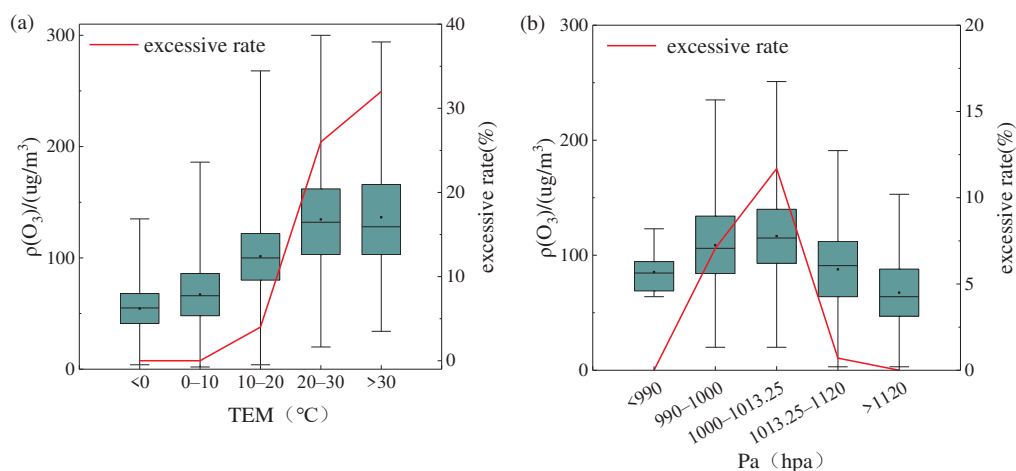 (a)
excessive rate
300
200
100
0
ρ(O₃)/(ug/m³)
40
30
20
10
0
excessive rate(%)
<0
0–10
10–20
20–30
>30
TEM（°C）
(b)
excessive rate
300
200
100
0
ρ(O₃)/(ug/m³)
20
15
10
5
0
excessive rate(%)
<990
990–1000
1000–1013.25
1013.25–1120
>1120
Pa（hpa）